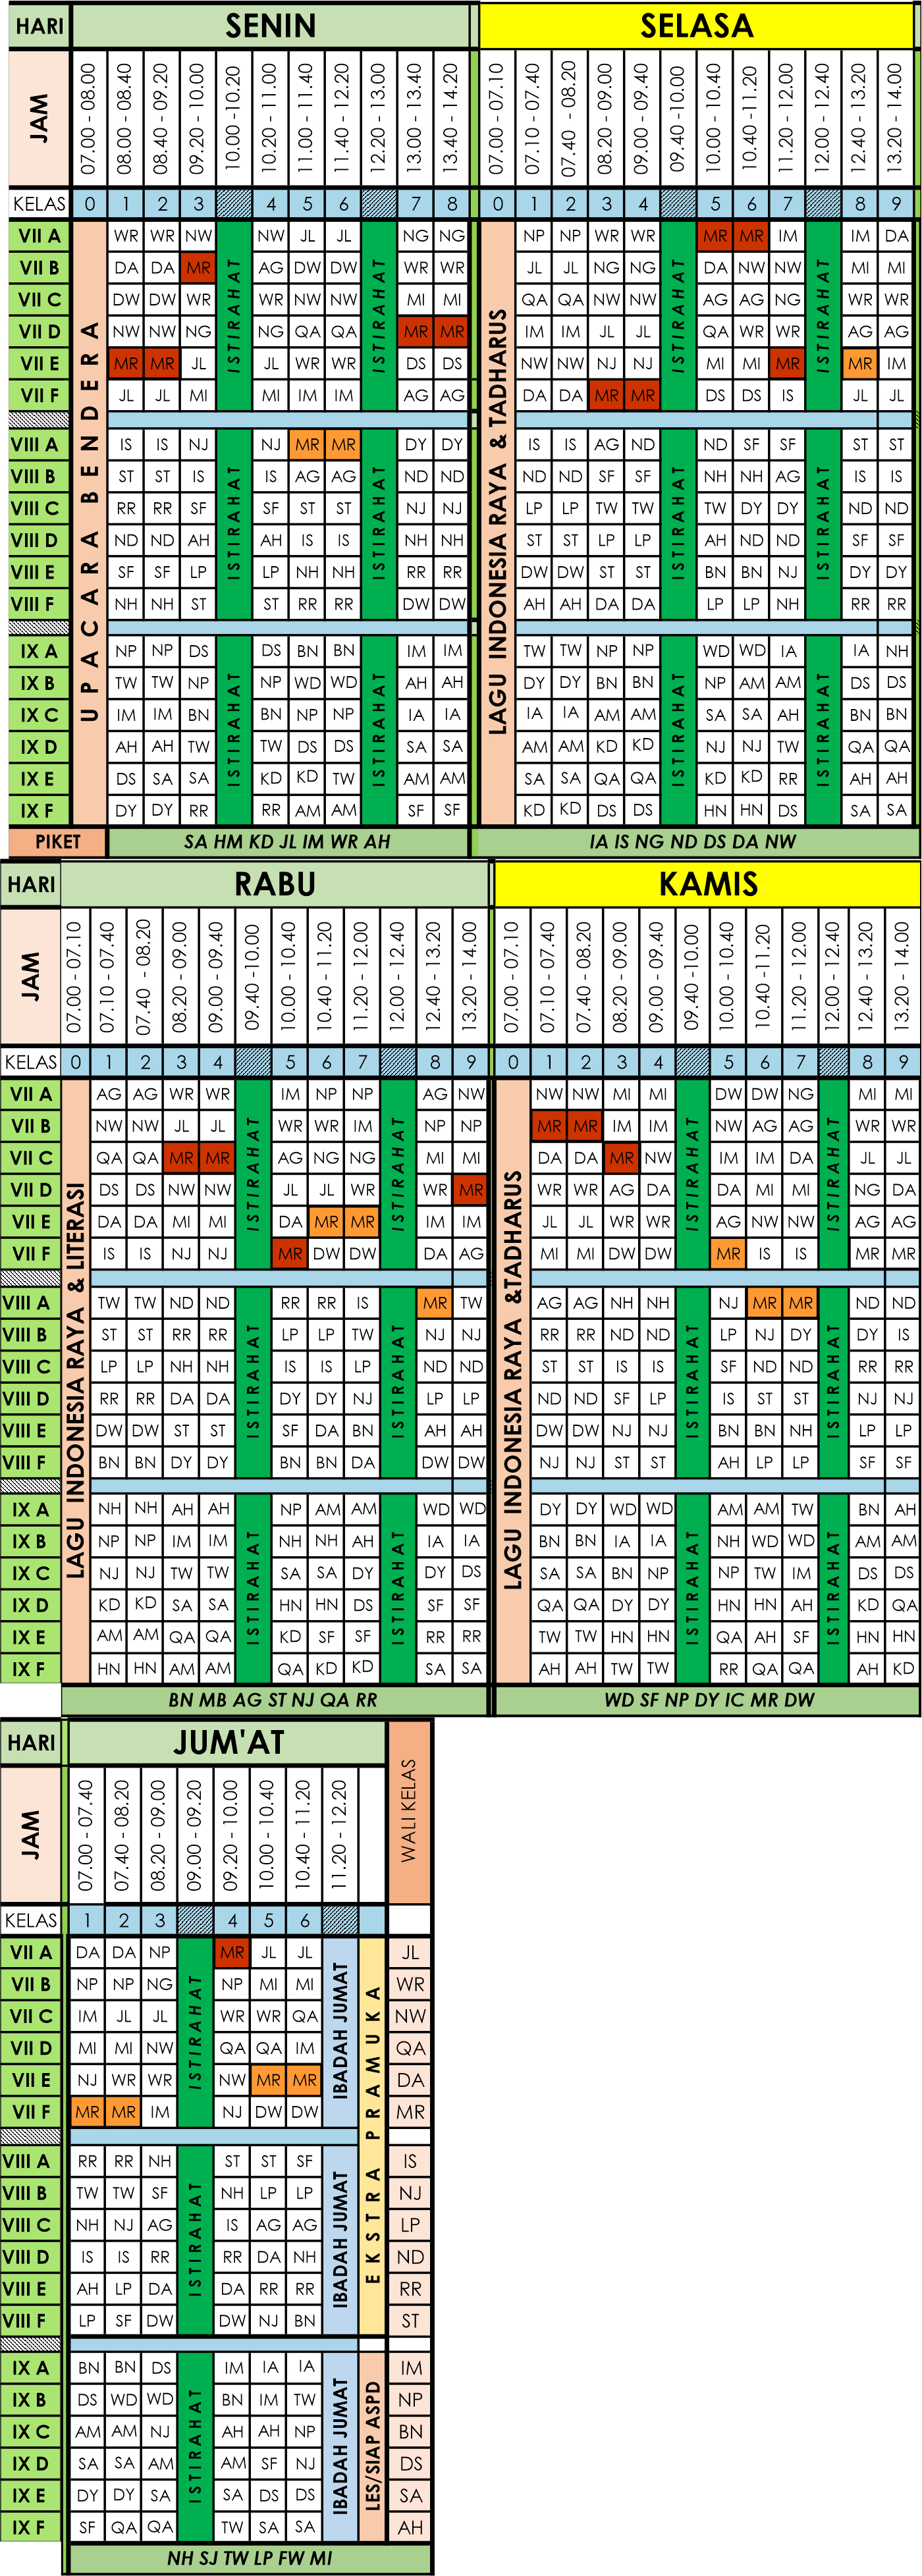 HARI SENIN SELASA
JAM 07.00 - 08.00 08.00 - 08.40 08.40 - 09.20 09.20 - 10.00 10.00 -10.20 10.20 - 11.00 11.00 - 11.40 11.40 - 12.20 12.20 - 13.00 13.00 - 13.40 13.40 - 14.20 07.00 - 07.10 07.10 - 07.40 07.40 - 08.20 08.20 - 09.00 09.00 - 09.40 09.40 -10.00 10.00 - 10.40 10.40 -11.20 11.20 - 12.00 12.00 - 12.40 12.40 - 13.20 13.20 - 14.00
KELAS 0 1 2 3 4 5 6 7 8 0 1 2 3 4 5 6 7 8 9
UPACARA BENDERA
LAGU INDONESIA RAYA & TADHARUS
ISTIRAHAT ISTIRAHAT ISTIRAHAT ISTIRAHAT
VII A WR WR NW NW JL JL NG NG NP NP WR WR MR MR IM IM DA
VII B DA DA MR AG DW DW WR WR JL JL NG NG DA NW NW MI MI
VII C DW DW WR WR NW NW MI MI QA QA NW NW AG AG NG WR WR
VII D NW NW NG NG QA QA MR MR IM IM JL JL QA WR WR AG AG
VII E MR MR JL JL WR WR DS DS NW NW NJ NJ MI MI MR MR IM
VII F JL JL MI MI IM IM AG AG DA DA MR MR DS DS IS JL JL
ISTIRAHAT ISTIRAHAT ISTIRAHAT ISTIRAHAT
VIII A IS IS NJ NJ MR MR DY DY IS IS AG ND ND SF SF ST ST
VIII B ST ST IS IS AG AG ND ND ND ND SF SF NH NH AG IS IS
VIII C RR RR SF SF ST ST NJ NJ LP LP TW TW TW DY DY ND ND
VIII D ND ND AH AH IS IS NH NH ST ST LP LP AH ND ND SF SF
VIII E SF SF LP LP NH NH RR RR DW DW ST ST BN BN NJ DY DY
VIII F NH NH ST ST RR RR DW DW AH AH DA DA LP LP NH RR RR
ISTIRAHAT ISTIRAHAT ISTIRAHAT ISTIRAHAT
IX A NP NP DS DS BN BN IM IM TW TW NP NP WD WD IA IA NH
IX B TW TW NP NP WD WD AH AH DY DY BN BN NP AM AM DS DS
IX C IM IM BN BN NP NP IA IA IA IA AM AM SA SA AH BN BN
IX D AH AH TW TW DS DS SA SA AM AM KD KD NJ NJ TW QA QA
IX E DS SA SA KD KD TW AM AM SA SA QA QA KD KD RR AH AH
IX F DY DY RR RR AM AM SF SF KD KD DS DS HN HN DS SA SA
PIKET SA HM KD JL IM WR AH IA IS NG ND DS DA NW
HARI RABU KAMIS
JAM 07.00 - 07.10 07.10 - 07.40 07.40 - 08.20 08.20 - 09.00 09.00 - 09.40 09.40 -10.00 10.00 - 10.40 10.40 - 11.20 11.20 - 12.00 12.00 - 12.40 12.40 - 13.20 13.20 - 14.00 07.00 - 07.10 07.10 - 07.40 07.40 - 08.20 08.20 - 09.00 09.00 - 09.40 09.40 -10.00 10.00 - 10.40 10.40 -11.20 11.20 - 12.00 12.00 - 12.40 12.40 - 13.20 13.20 - 14.00
KELAS 0 1 2 3 4 5 6 7 8 9 0 1 2 3 4 5 6 7 8 9
LAGU INDONESIA RAYA & LITERASI
LAGU INDONESIA RAYA &TADHARUS
ISTIRAHAT ISTIRAHAT ISTIRAHAT ISTIRAHAT
VII A AG AG WR WR IM NP NP AG NW NW NW MI MI DW DW NG MI MI
VII B NW NW JL JL WR WR IM NP NP MR MR IM IM NW AG AG WR WR
VII C QA QA MR MR AG NG NG MI MI DA DA MR NW IM IM DA JL JL
VII D DS DS NW NW JL JL WR WR MR WR WR AG DA DA MI MI NG DA
VII E DA DA MI MI DA MR MR IM IM JL JL WR WR AG NW NW AG AG
VII F IS IS NJ NJ MR DW DW DA AG MI MI DW DW MR IS IS MR MR
ISTIRAHAT ISTIRAHAT ISTIRAHAT ISTIRAHAT
VIII A TW TW ND ND RR RR IS MR TW AG AG NH NH NJ MR MR ND ND
VIII B ST ST RR RR LP LP TW NJ NJ RR RR ND ND LP NJ DY DY IS
VIII C LP LP NH NH IS IS LP ND ND ST ST IS IS SF ND ND RR RR
VIII D RR RR DA DA DY DY NJ LP LP ND ND SF LP IS ST ST NJ NJ
VIII E DW DW ST ST SF DA BN AH AH DW DW NJ NJ BN BN NH LP LP
VIII F BN BN DY DY BN BN DA DW DW NJ NJ ST ST AH LP LP SF SF
ISTIRAHAT ISTIRAHAT ISTIRAHAT ISTIRAHAT
IX A NH NH AH AH NP AM AM WD WD DY DY WD WD AM AM TW BN AH
IX B NP NP IM IM NH NH AH IA IA BN BN IA IA NH WD WD AM AM
IX C NJ NJ TW TW SA SA DY DY DS SA SA BN NP NP TW IM DS DS
IX D KD KD SA SA HN HN DS SF SF QA QA DY DY HN HN AH KD QA
IX E AM AM QA QA KD SF SF RR RR TW TW HN HN QA AH SF HN HN
IX F HN HN AM AM QA KD KD SA SA AH AH TW TW RR QA QA AH KD
BN MB AG ST NJ QA RR WD SF NP DY IC MR DW
HARI JUM'AT WALI KELAS
JAM 07.00 - 07.40 07.40 - 08.20 08.20 - 09.00 09.00 - 09.20 09.20 - 10.00 10.00 - 10.40 10.40 - 11.20 11.20 - 12.20
KELAS 1 2 3 4 5 6
ISTIRAHAT IBADAH JUMAT EKSTRA PRAMUKA
VII A DA DA NP MR JL JL JL
VII B NP NP NG NP MI MI WR
VII C IM JL JL WR WR QA NW
VII D MI MI NW QA QA IM QA
VII E NJ WR WR NW MR MR DA
VII F MR MR IM NJ DW DW MR
ISTIRAHAT IBADAH JUMAT
VIII A RR RR NH ST ST SF IS
VIII B TW TW SF NH LP LP NJ
VIII C NH NJ AG IS AG AG LP
VIII D IS IS RR RR DA NH ND
VIII E AH LP DA DA RR RR RR
VIII F LP SF DW DW NJ BN ST
ISTIRAHAT IBADAH JUMAT LES/SIAP ASPD
IX A BN BN DS IM IA IA IM
IX B DS WD WD BN IM TW NP
IX C AM AM NJ AH AH NP BN
IX D SA SA AM AM SF NJ DS
IX E DY DY SA SA DS DS SA
IX F SF QA QA TW SA SA AH
NH SJ TW LP FW MI